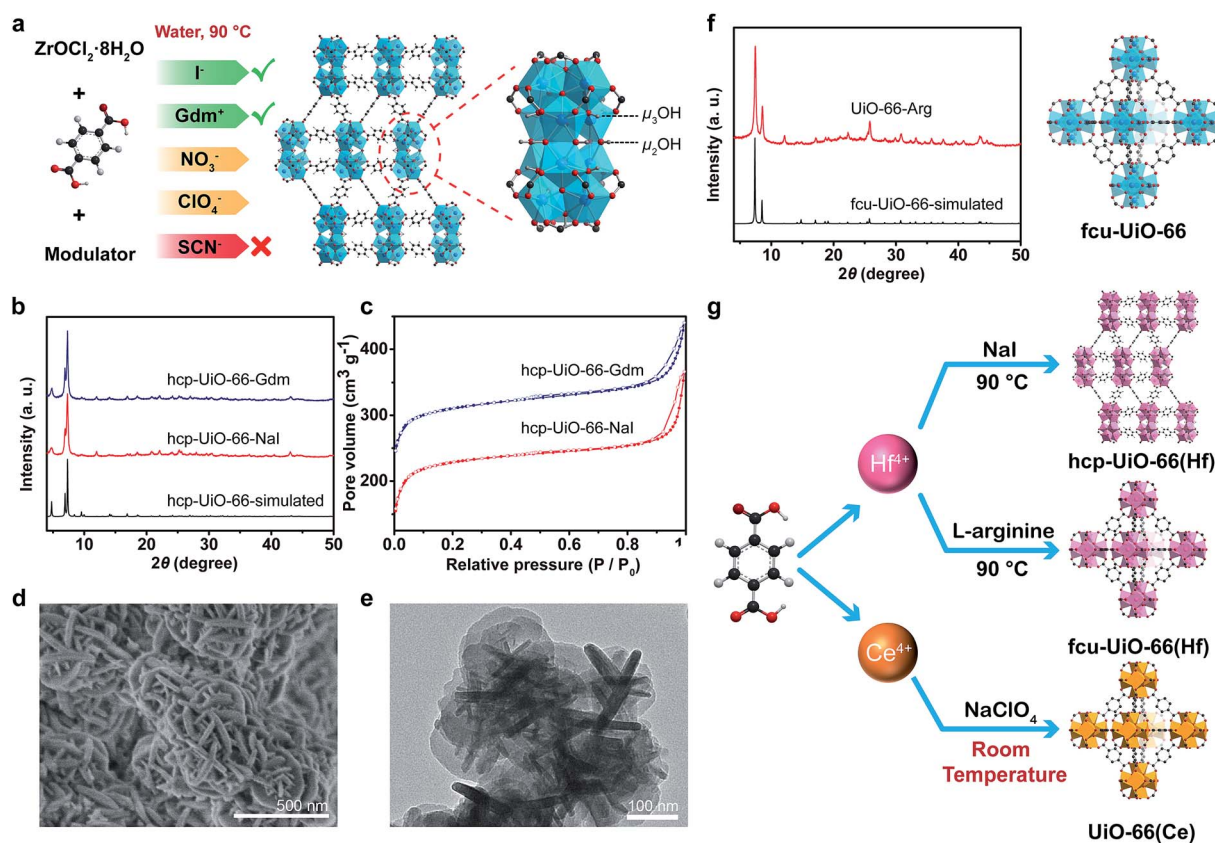 a
Water, 90 °C
ZrOCl₂·8H₂O
+
+
Modulator
I⁻
Gdm⁺
NO₃⁻
ClO₄⁻
SCN⁻
μ₃OH
μ₂OH
b
Intensity (a. u.)
hcp-UiO-66-Gdm
hcp-UiO-66-NaI
hcp-UiO-66-simulated
10 20 30 40 50
2θ (degree)
c
Pore volume (cm³ g⁻¹)
400
300
200
hcp-UiO-66-Gdm
hcp-UiO-66-NaI
0.0 0.2 0.4 0.6 0.8 1
Relative pressure (P / P₀)
d
500 nm
e
100 nm
f
Intensity (a. u.)
UiO-66-Arg
fcu-UiO-66-simulated
10 20 30 40 50
2θ (degree)
fcu-UiO-66
g
Hf⁴⁺
NaI
90 °C
hcp-UiO-66(Hf)
L-arginine
90 °C
fcu-UiO-66(Hf)
Ce⁴⁺
NaClO₄
Room
Temperature
UiO-66(Ce)